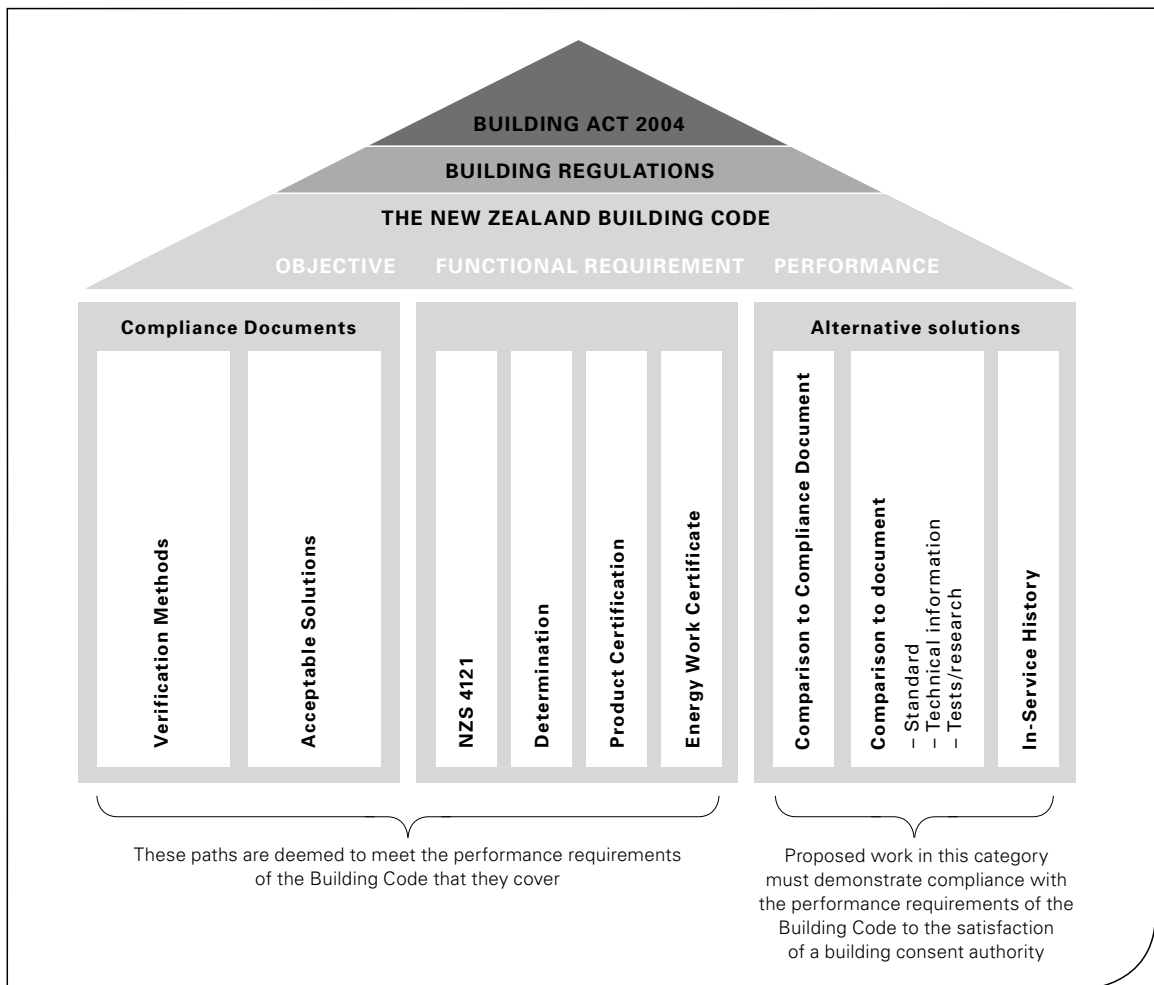 BUILDING ACT 2004
BUILDING REGULATIONS
THE NEW ZEALAND BUILDING CODE
OBJECTIVE FUNCTIONAL REQUIREMENT PERFORMANCE
Compliance Documents
Verification Methods
Acceptable Solutions
NZS 4121
Determination
Product Certification
Energy Work Certificate
Alternative solutions
Comparison to Compliance Document
Comparison to document
– Standard
– Technical information
– Tests/research
In-Service History
These paths are deemed to meet the performance requirements
of the Building Code that they cover
Proposed work in this category
must demonstrate compliance with
the performance requirements of the
Building Code to the satisfaction
of a building consent authority